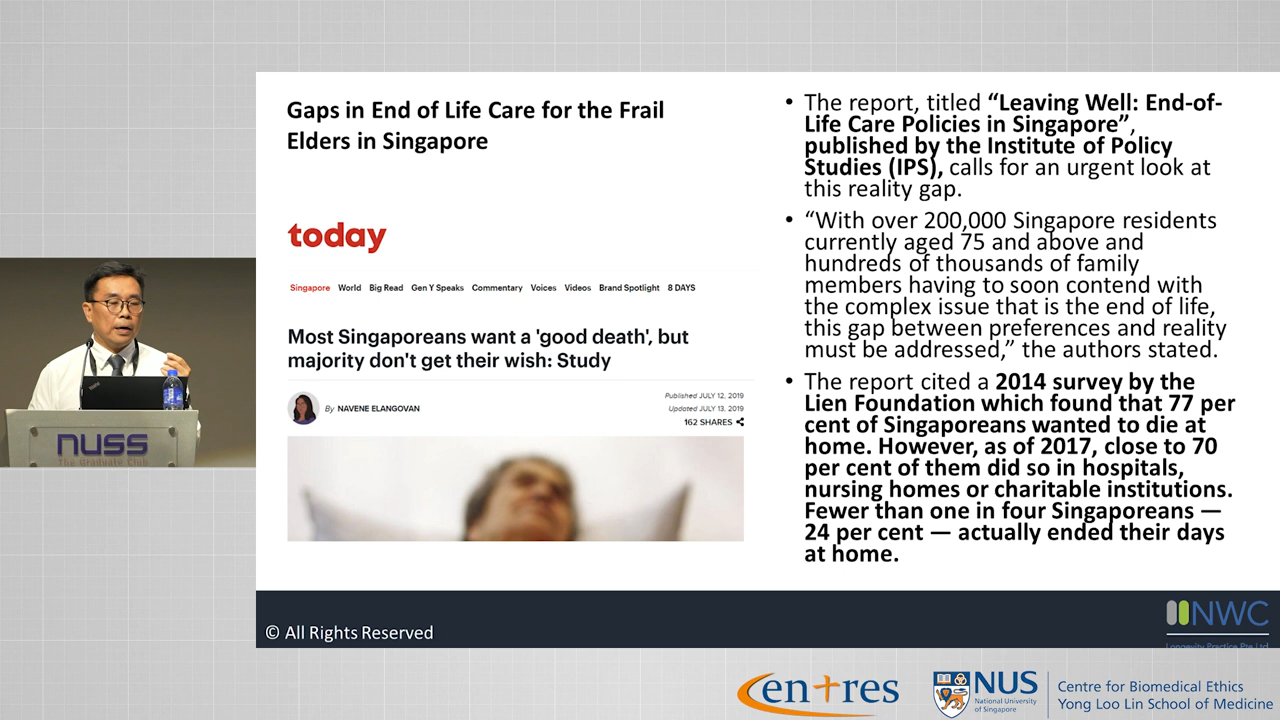 Gaps in End of Life Care for the Frail
Elders in Singapore
today
Singapore World Big Read Gen Y Speaks Commentary Voices Videos Brand Spotlight 8 DAYS
Most Singaporeans want a 'good death', but
majority don't get their wish: Study
By NAVENE ELANGOVAN
Published JULY 12, 2019
Updated JULY 13, 2019
162 SHARES
• The report, titled “Leaving Well: End-of-
Life Care Policies in Singapore”,
published by the Institute of Policy
Studies (IPS), calls for an urgent look at
this reality gap.
• “With over 200,000 Singapore residents
currently aged 75 and above and
hundreds of thousands of family
members having to soon contend with
the complex issue that is the end of life,
this gap between preferences and reality
must be addressed,” the authors stated.
• The report cited a 2014 survey by the
Lien Foundation which found that 77 per
cent of Singaporeans wanted to die at
home. However, as of 2017, close to 70
per cent of them did so in hospitals,
nursing homes or charitable institutions.
Fewer than one in four Singaporeans —
24 per cent — actually ended their days
at home.
nuss
The Graduate Club
© All Rights Reserved
NWC
Longevity Practice Pte Ltd
Centres
NUS
National University
of Singapore
Centre for Biomedical Ethics
Yong Loo Lin School of Medicine